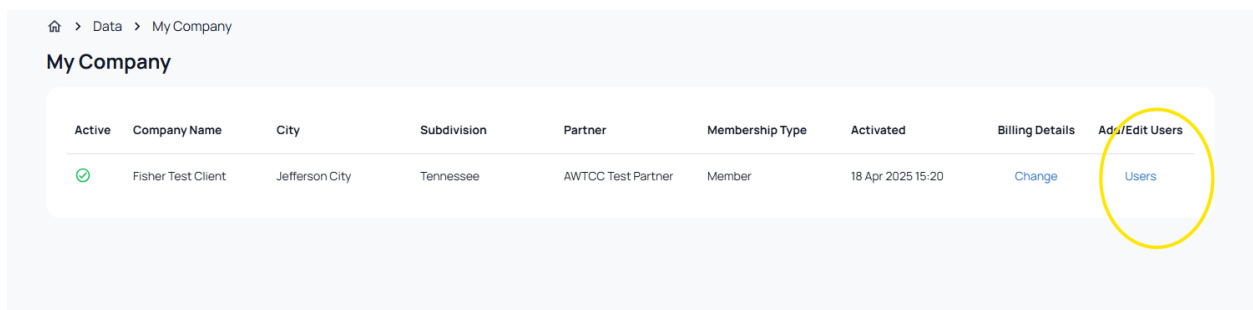 Data > My Company
My Company
Active Company Name City Subdivision Partner Membership Type Activated Billing Details Add/Edit Users
Fisher Test Client Jefferson City Tennessee AWTCC Test Partner Member 18 Apr 2025 15:20 Change Users